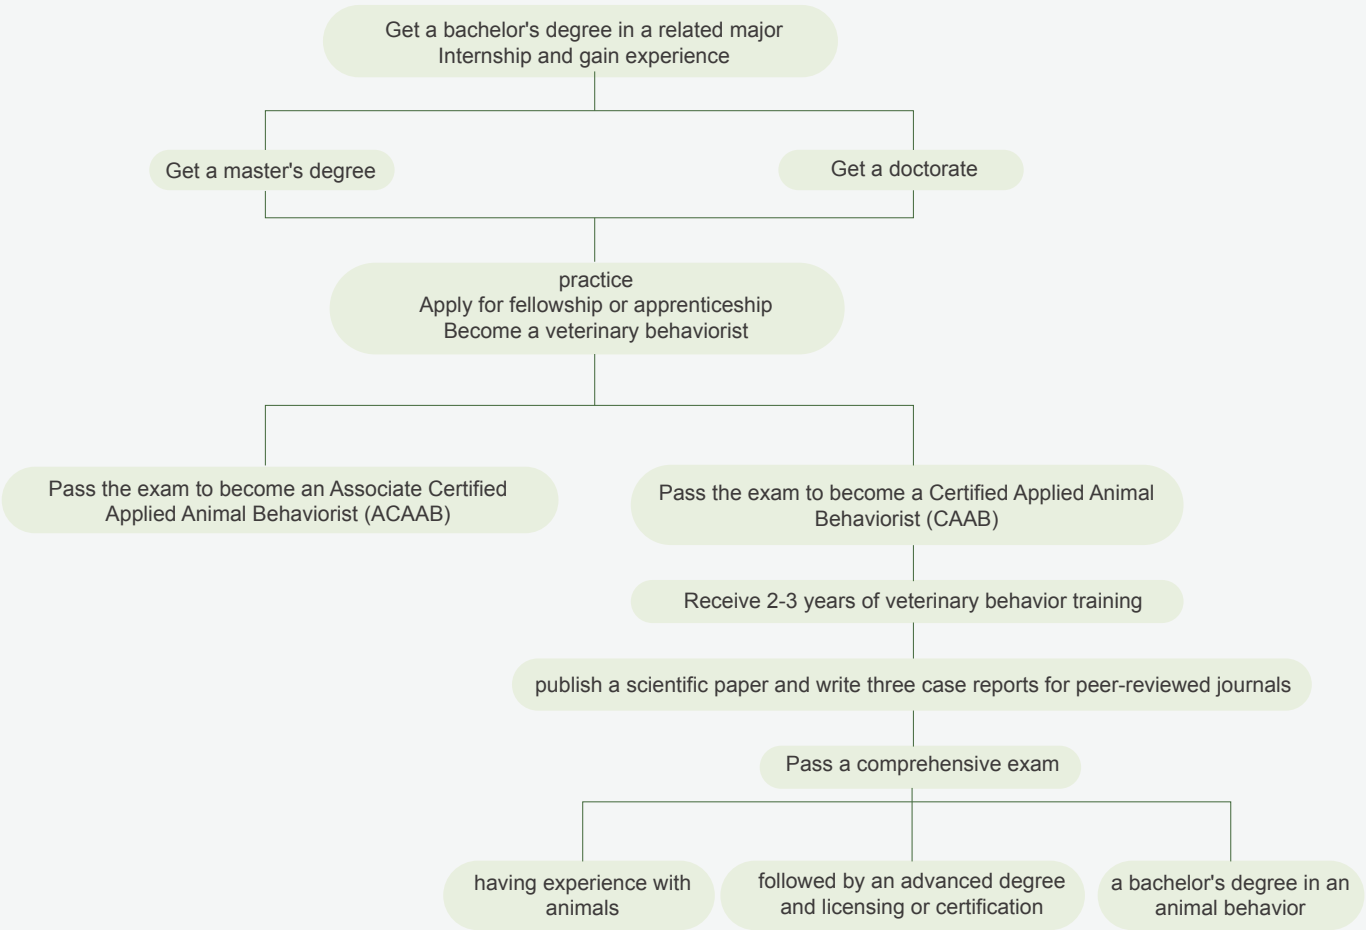 Get a bachelor's degree in a related major
Internship and gain experience
Get a master's degree
Get a doctorate
practice
Apply for fellowship or apprenticeship
Become a veterinary behaviorist
Pass the exam to become an Associate Certified
Applied Animal Behaviorist (ACAAB)
Pass the exam to become a Certified Applied Animal
Behaviorist (CAAB)
Receive 2-3 years of veterinary behavior training
publish a scientific paper and write three case reports for peer-reviewed journals
Pass a comprehensive exam
having experience with
animals
followed by an advanced degree
and licensing or certification
a bachelor's degree in an
animal behavior